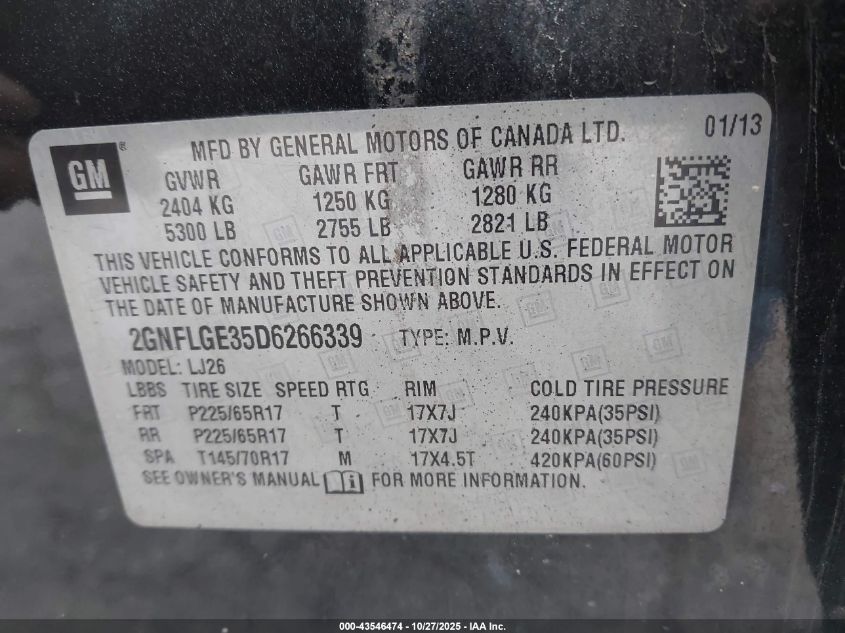 MFD BY GENERAL MOTORS OF CANADA LTD. 01/13
GM ®
GVWR GAWR FRT GAWR RR
2404 KG 1250 KG 1280 KG
5300 LB 2755 LB 2821 LB
THIS VEHICLE CONFORMS TO ALL APPLICABLE U.S. FEDERAL MOTOR
VEHICLE SAFETY AND THEFT PREVENTION STANDARDS IN EFFECT ON
THE DATE OF MANUFACTURE SHOWN ABOVE.
2GNFLGE35D6266339 TYPE: M.P.V.
MODEL: LJ26
LBBS TIRE SIZE SPEED RTG RIM COLD TIRE PRESSURE
FRT P225/65R17 T 17X7J 240KPA(35PSI)
RR P225/65R17 T 17X7J 240KPA(35PSI)
SPA T145/70R17 M 17X4.5T 420KPA(60PSI)
SEE OWNER'S MANUAL i FOR MORE INFORMATION.
000-43546474 - 10/27/2025 - IAA Inc.